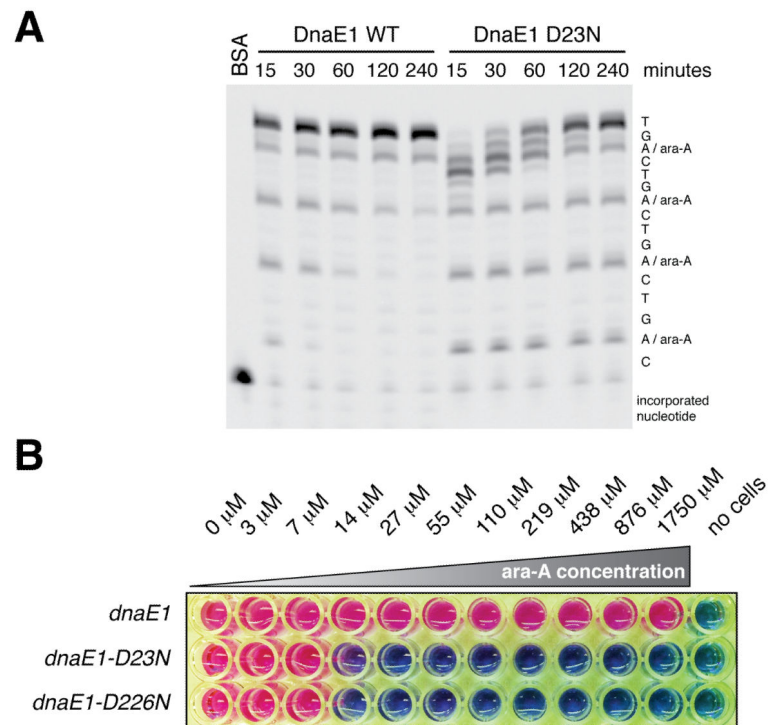 A
BSA
DnaE1 WT DnaE1 D23N
15 30 60 120 240 15 30 60 120 240 minutes
T
G
A / ara-A
C
T
G
A / ara-A
C
T
G
A / ara-A
C
T
G
A / ara-A
C
incorporated
nucleotide
B
0 µM 3 µM 7 µM 14 µM 27 µM 55 µM 110 µM 219 µM 438 µM 876 µM 1750 µM no cells
ara-A concentration
dnaE1
dnaE1-D23N
dnaE1-D226N